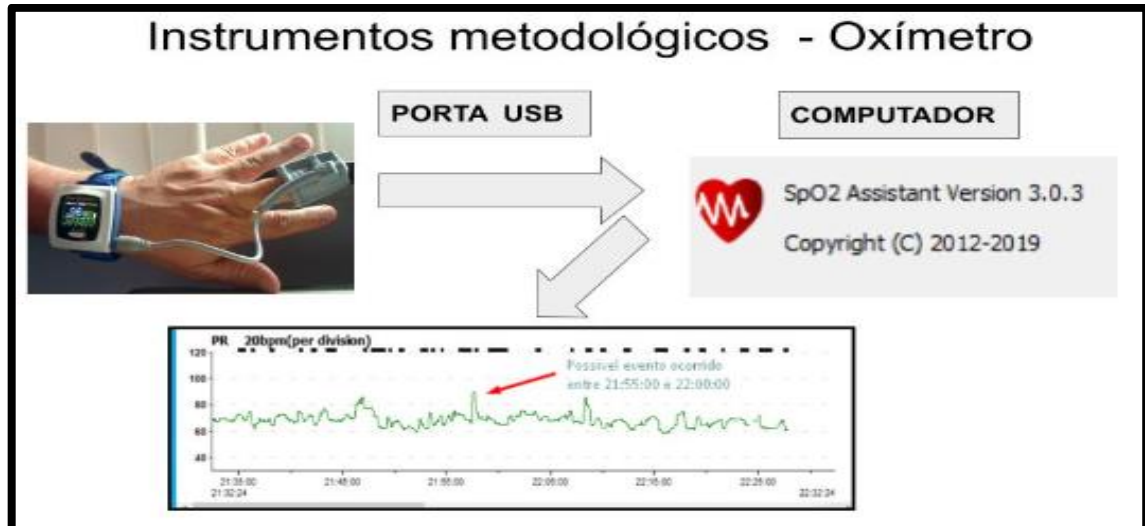 Instrumentos metodológicos - Oxímetro
PORTA USB
COMPUTADOR
SpO2 Assistant Version 3.0.3
Copyright (C) 2012-2019
PR 20bpm(per division)
120
100
80
60
40
Possivel evento ocorrido
entre 21:55:00 e 22:00:00
21:35:00 21:45:00 21:55:00 22:05:00 22:15:00 22:25:00
21:32:24 22:32:24